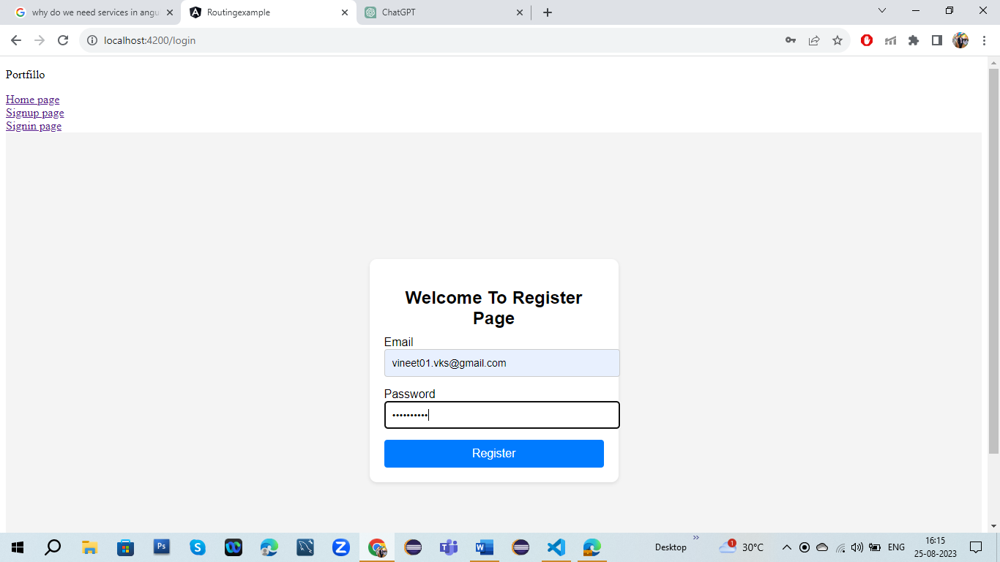 why do we need services in angu
Routingexample
ChatGPT
localhost:4200/login
Portfillo
Home page
Signup page
Signin page
Welcome To Register
Page
Email
vineet01.vks@gmail.com
Password
••••••••••
Register
Desktop
1
30°C
ENG
16:15
25-08-2023